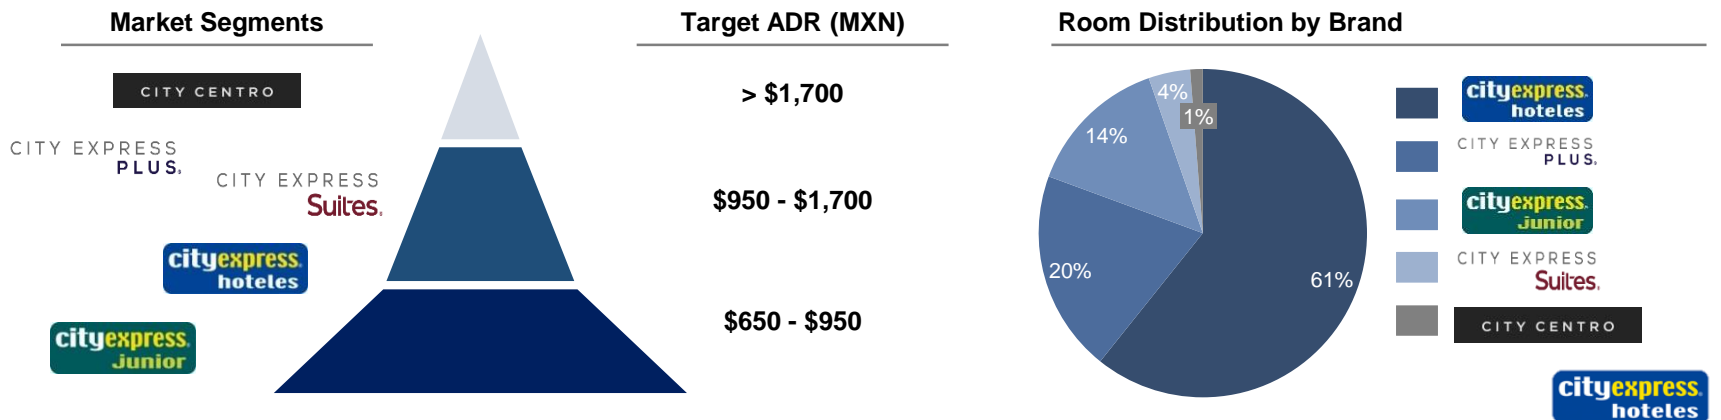 Market Segments
CITY CENTRO
CITY EXPRESS
PLUS®
CITY EXPRESS
Suites®
cityexpress®
hoteles
cityexpress®
junior
Target ADR (MXN)
> $1,700
$950 - $1,700
$650 - $950
Room Distribution by Brand
4%
1%
14%
20%
61%
cityexpress®
hoteles
CITY EXPRESS
PLUS®
cityexpress®
junior
CITY EXPRESS
Suites®
CITY CENTRO
cityexpress®
hoteles